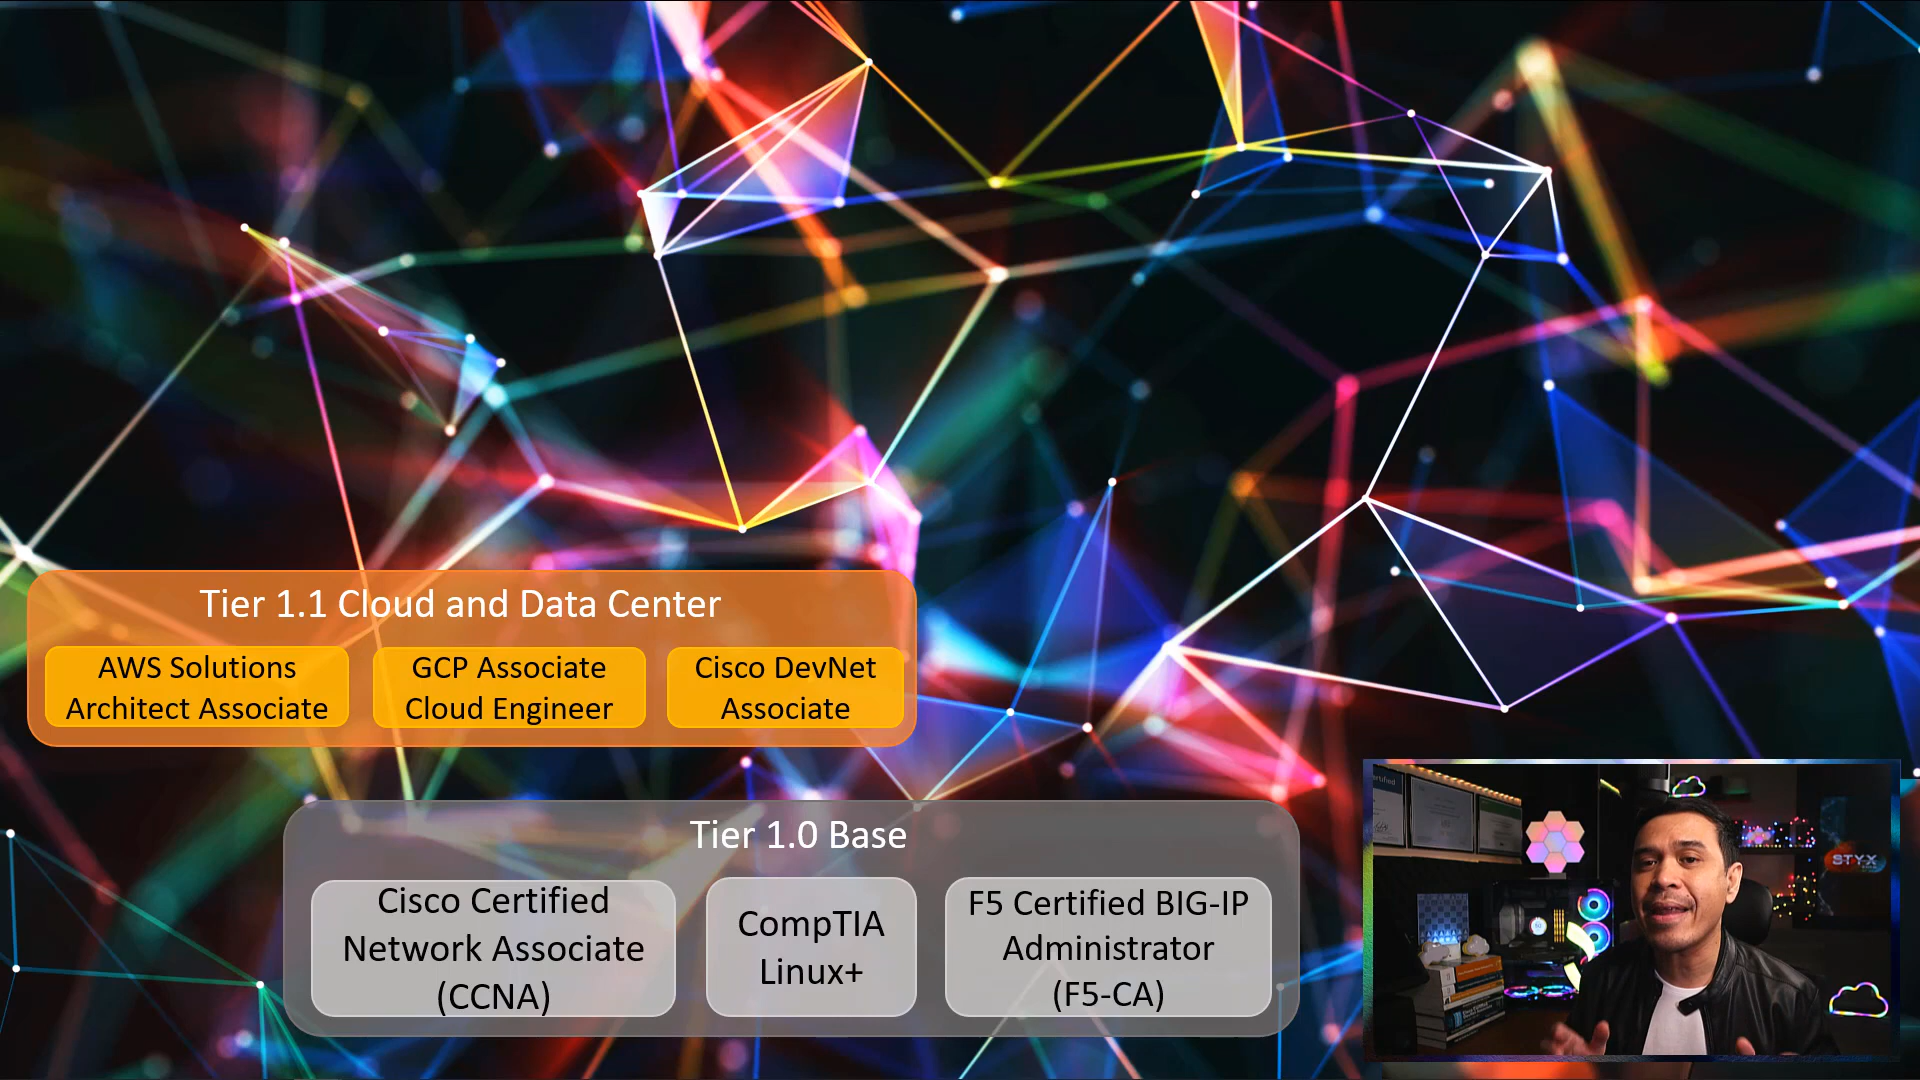 Tier 1.1 Cloud and Data Center
AWS Solutions
Architect Associate
GCP Associate
Cloud Engineer
Cisco DevNet
Associate
Tier 1.0 Base
Cisco Certified
Network Associate
(CCNA)
CompTIA
Linux+
F5 Certified BIG-IP
Administrator
(F5-CA)
STYX